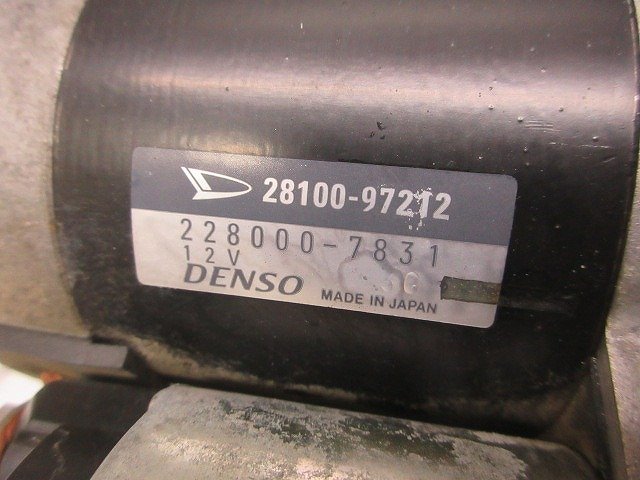 28100-97212
228000-7831
12V
DENSO MADE IN JAPAN